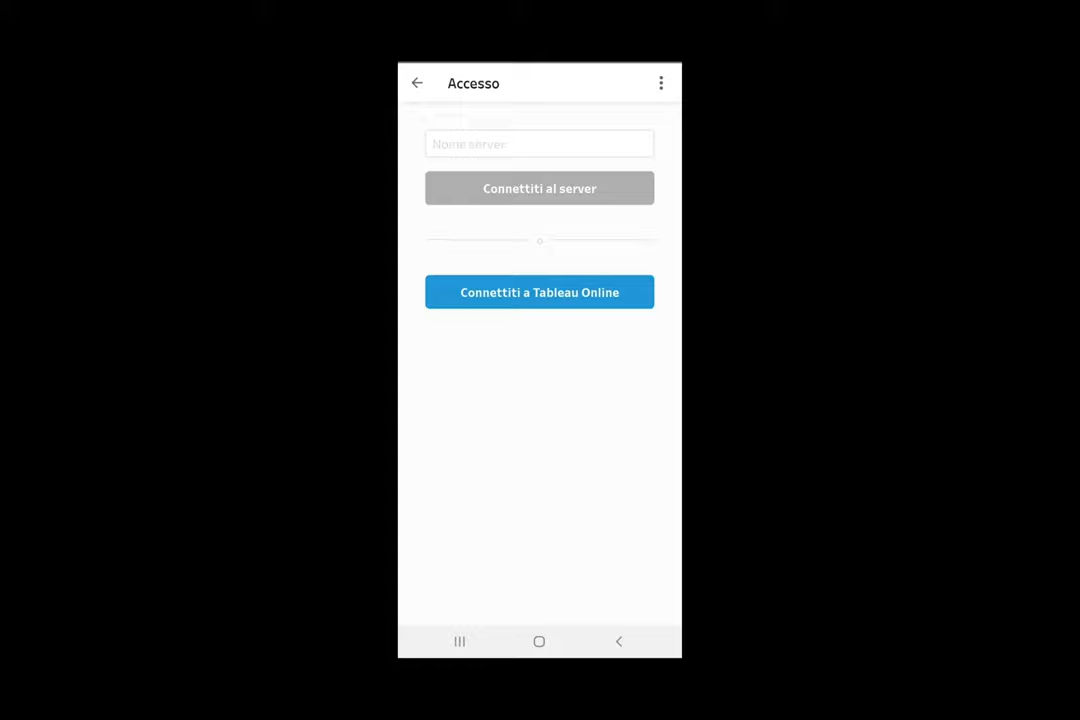 Accesso
Nome server
Connettiti al server
o
Connettiti a Tableau Online